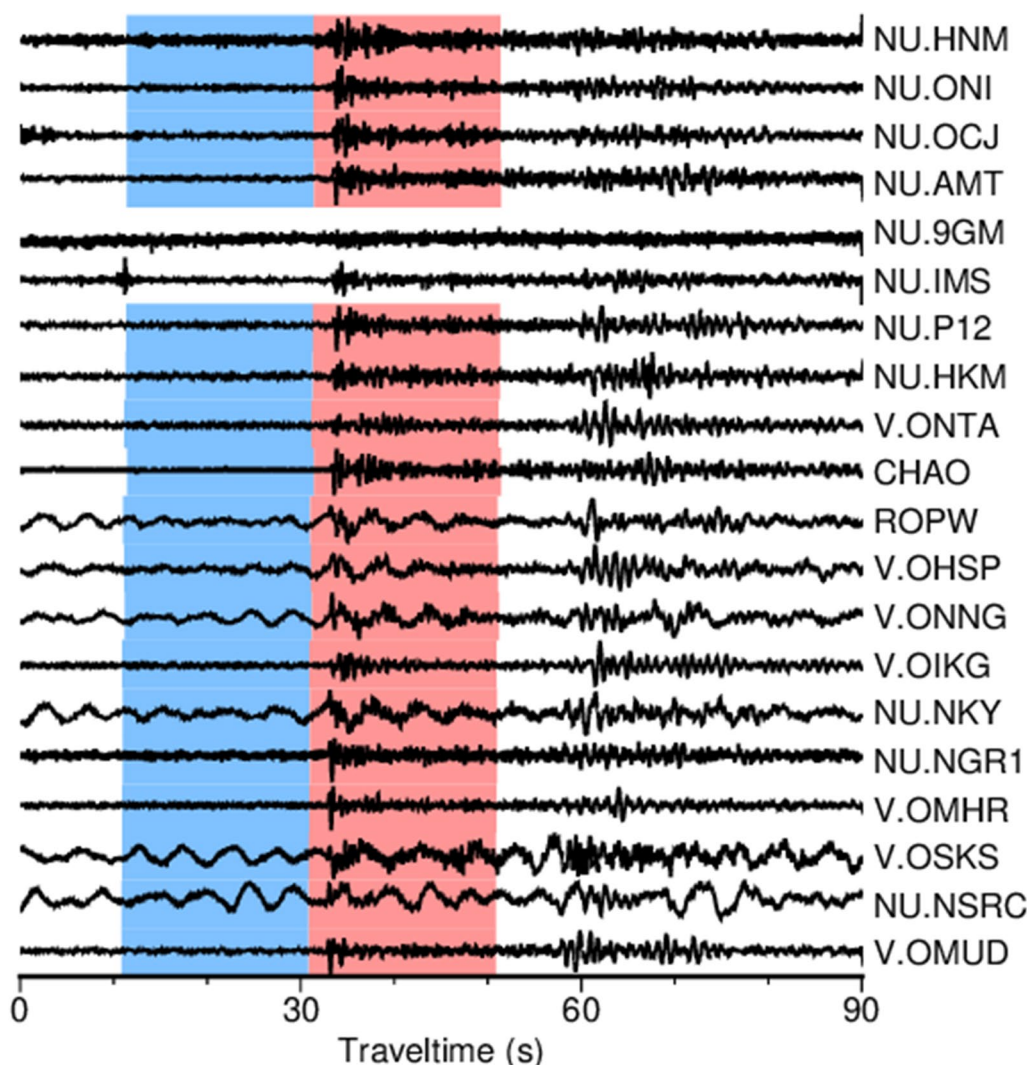 NU.HNM
NU.ONI
NU.OCJ
NU.AMT
NU.9GM
NU.IMS
NU.P12
NU.HKM
V.ONTA
CHAO
ROPW
V.OHSP
V.ONNG
V.OIKG
NU.NKY
NU.NGR1
V.OMHR
V.OSKS
NU.NSRC
V.OMUD
0 30 60 90
Traveltime (s)